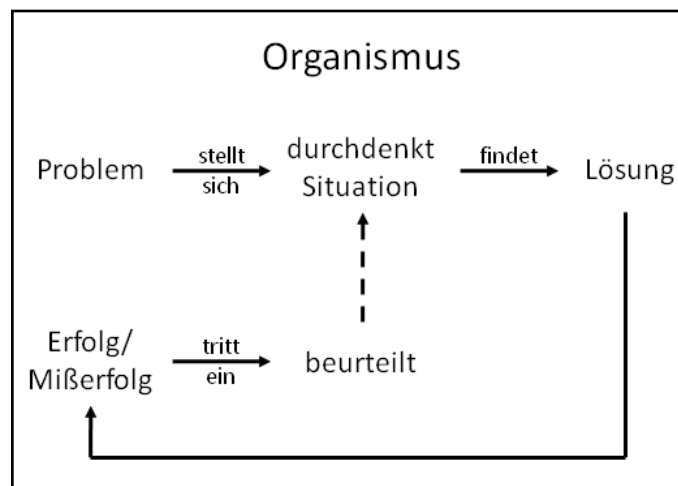 Organismus
Problem
stellt
sich
durchdenkt
Situation
findet
Lösung
Erfolg/
Mißerfolg
tritt
ein
beurteilt